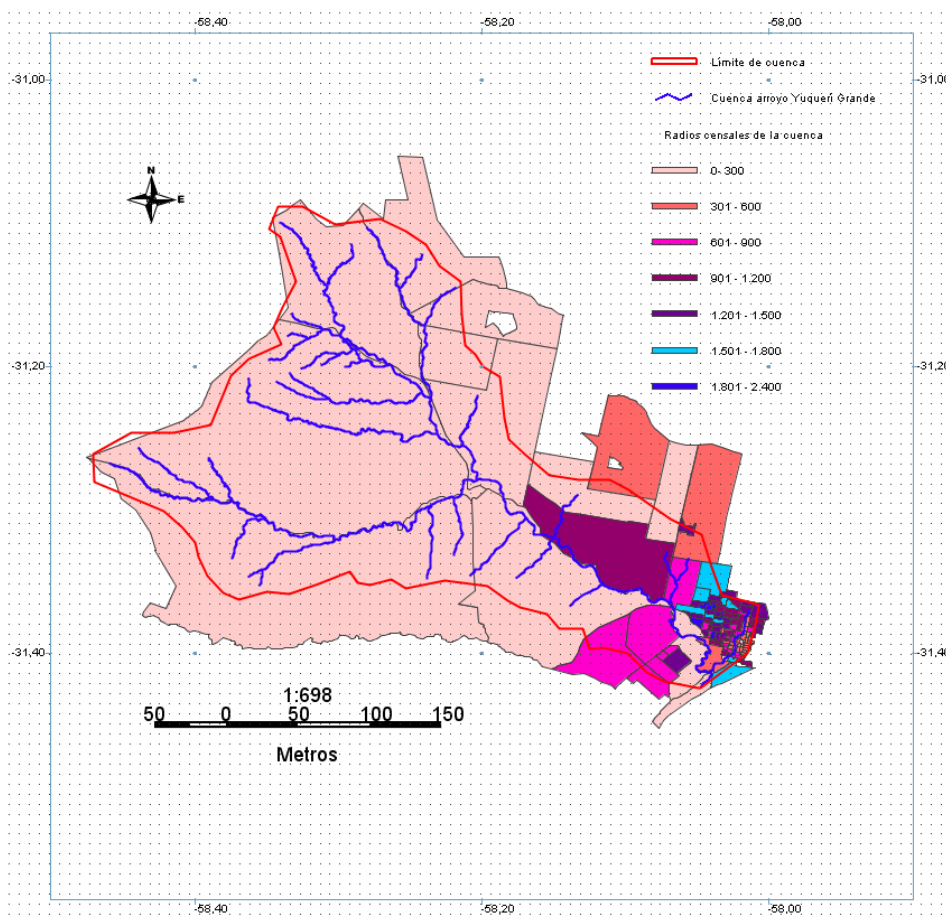 -58,40 -58,20 -58,00
-31,00 -31,00
Límite de cuenca
Cuenca arroyo Yuquerí Grande
Radios censales de la cuenca
N
E
0- 300
301 - 600
601 - 900
901 - 1.200
1.201 - 1.500
1.501 - 1.800
1.801 - 2.400
-31,20 -31,20
-31,40 -31,40
1:698
50 0 50 100 150
Metros
-58,40 -58,20 -58,00